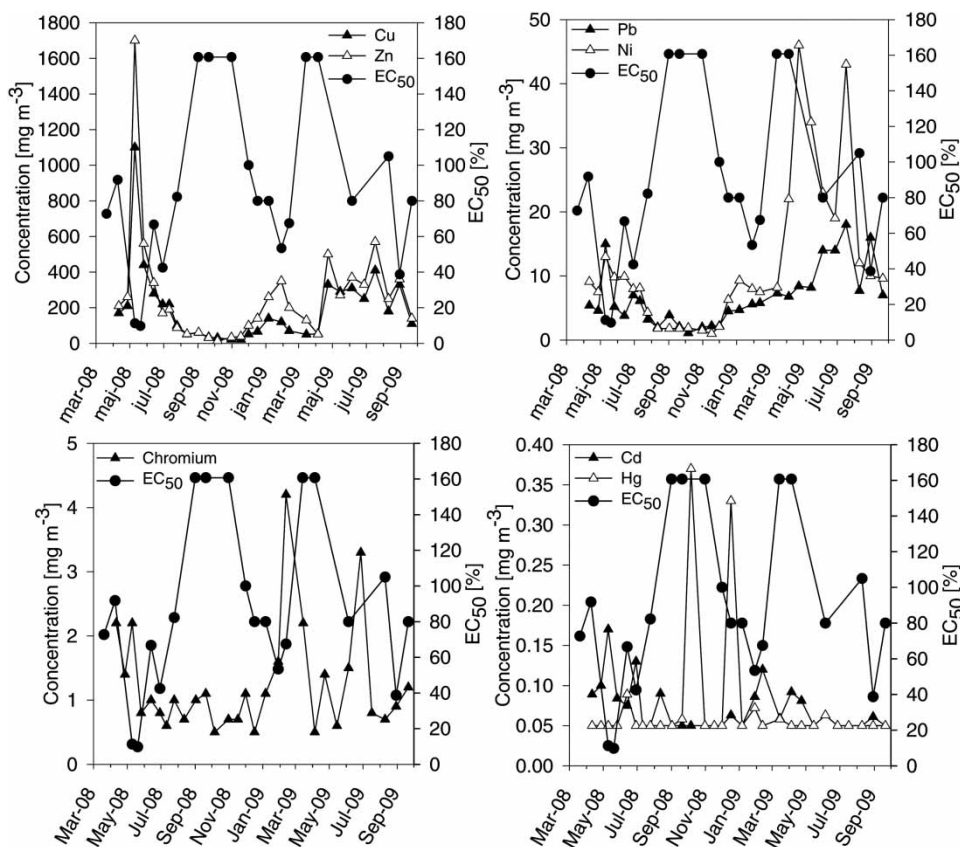 Cu
Zn
EC50
Concentration [mg m-3]
1800
1600
1400
1200
1000
800
600
400
200
0
180
160
140
120
100
80
60
40
20
0
EC50 [%]
mar-08
maj-08
jul-08
sep-08
nov-08
jan-09
mar-09
maj-09
jul-09
sep-09
Pb
Ni
EC50
Concentration [mg m-3]
50
40
30
20
10
0
180
160
140
120
100
80
60
40
20
0
EC50 [%]
mar-08
maj-08
jul-08
sep-08
nov-08
jan-09
mar-09
maj-09
jul-09
sep-09
Chromium
EC50
Concentration [mg m-3]
5
4
3
2
1
0
180
160
140
120
100
80
60
40
20
0
EC50 [%]
Mar-08
May-08
Jul-08
Sep-08
Nov-08
Jan-09
Mar-09
May-09
Jul-09
Sep-09
Cd
Hg
EC50
Concentration [mg m-3]
0.40
0.35
0.30
0.25
0.20
0.15
0.10
0.05
0.00
180
160
140
120
100
80
60
40
20
0
EC50 [%]
Mar-08
May-08
Jul-08
Sep-08
Nov-08
Jan-09
Mar-09
May-09
Jul-09
Sep-09